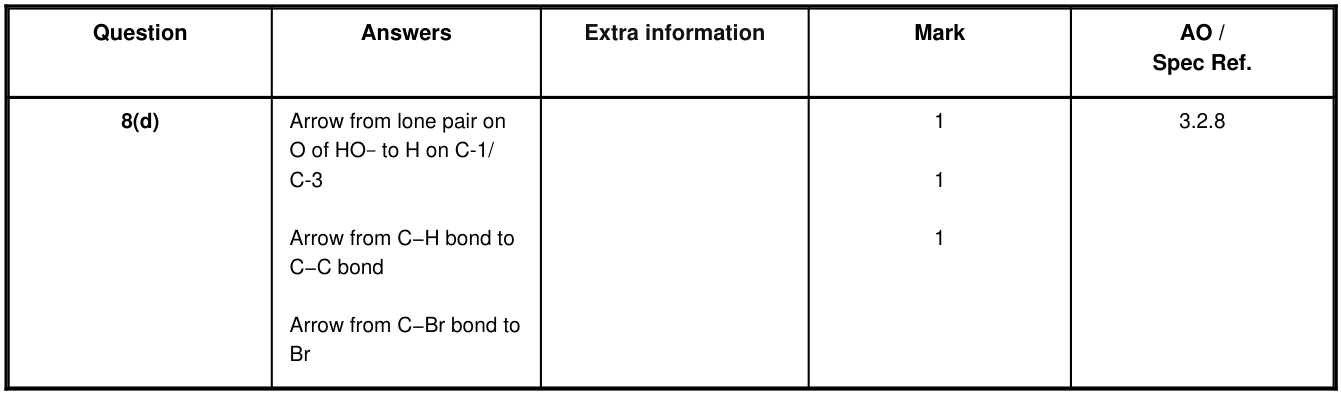 Question Answers Extra information Mark AO /
Spec Ref.
8(d) Arrow from lone pair on 1 3.2.8
O of HO– to H on C-1/
C-3 1
Arrow from C–H bond to 1
C–C bond
Arrow from C–Br bond to
Br